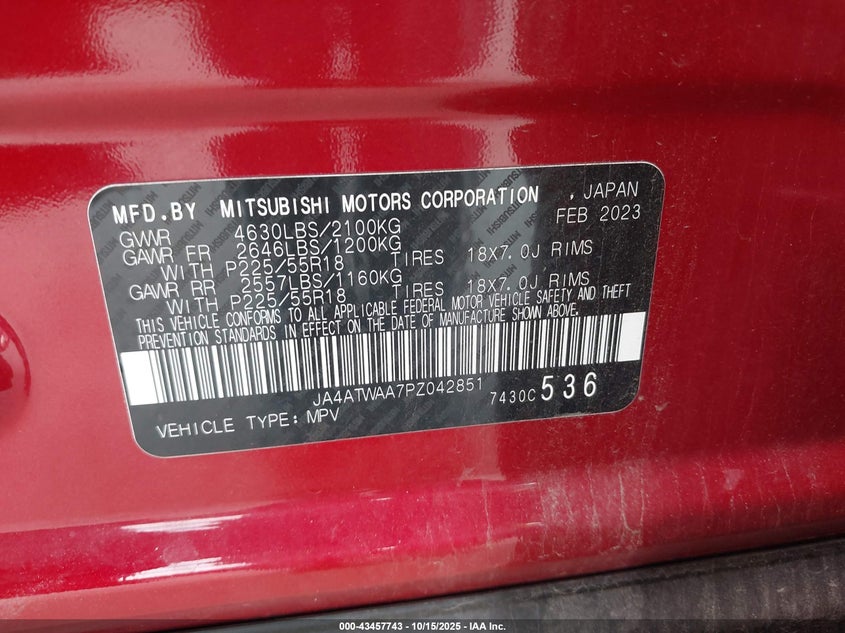 MFD.BY MITSUBISHI MOTORS CORPORATION , JAPAN
FEB 2023
GVWR 4630LBS/2100KG
GAWR FR 2646LBS/1200KG
WITH P225/55R18 TIRES 18X7.0J RIMS
GAWR RR 2557LBS/1160KG
WITH P225/55R18 TIRES 18X7.0J RIMS
THIS VEHICLE CONFORMS TO ALL APPLICABLE FEDERAL MOTOR VEHICLE SAFETY AND THEFT
PREVENTION STANDARDS IN EFFECT ON THE DATE OF MANUFACTURE SHOWN ABOVE.
JA4ATWAA7PZ042851
7430C 536
VEHICLE TYPE: MPV
000-43457743 | 10/15/2025 - IAA Inc.